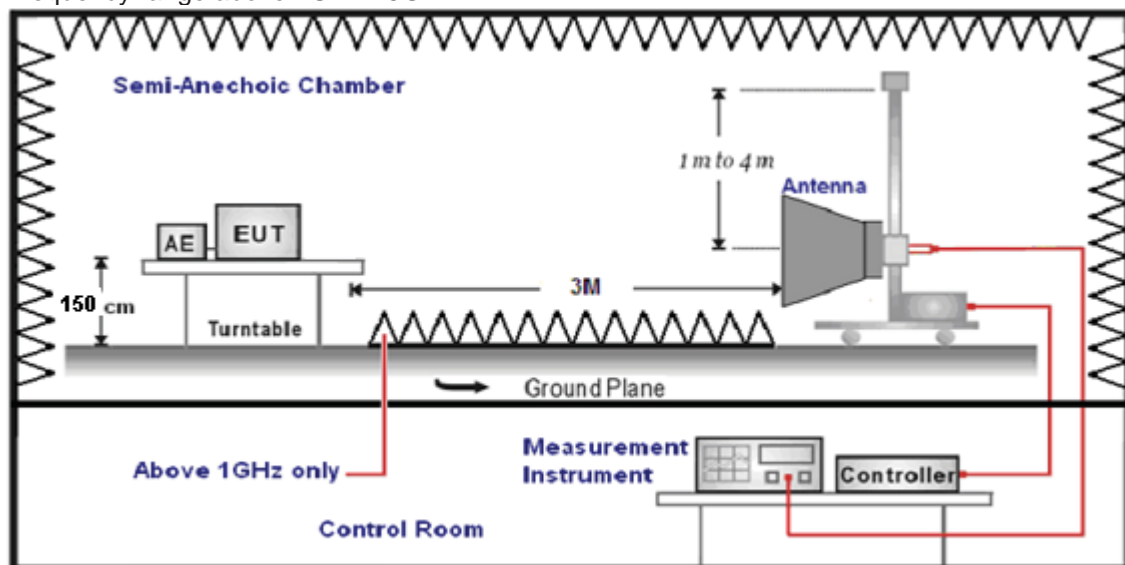 Semi-Anechoic Chamber
1 m to 4 m
Antenna
AE
EUT
150 cm
3M
Turntable
Ground Plane
Above 1GHz only
Measurement
Instrument
Controller
Control Room